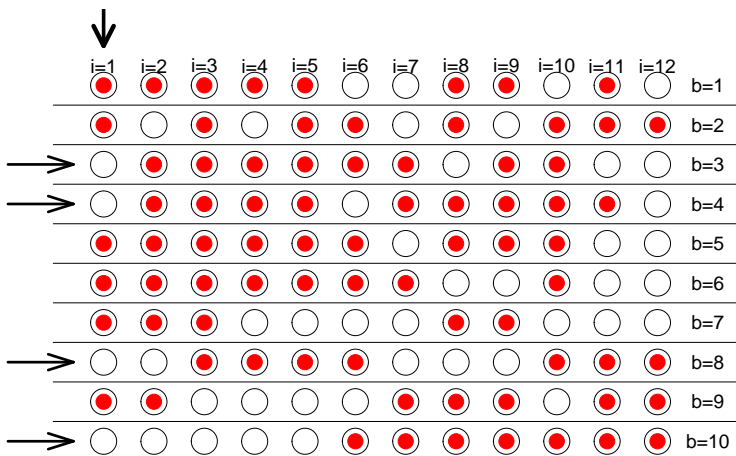 i=1 i=2 i=3 i=4 i=5 i=6 i=7 i=8 i=9 i=10 i=11 i=12
b=1
b=2
b=3
b=4
b=5
b=6
b=7
b=8
b=9
b=10